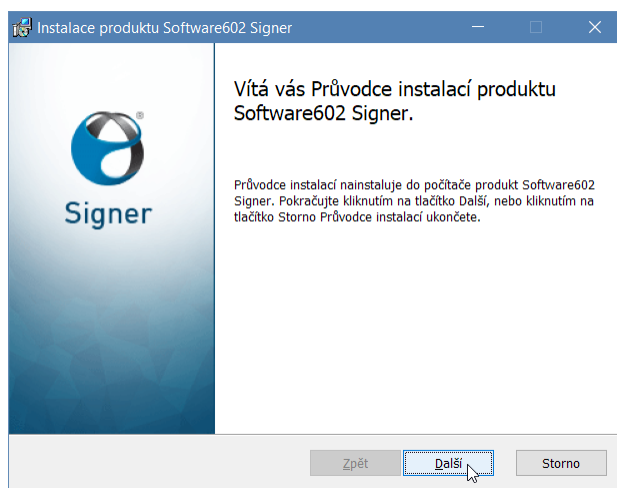 Instalace produktu Software602 Signer
Vítá vás Průvodce instalací produktu
Software602 Signer.
®
Signer
Průvodce instalací nainstaluje do počítače produkt Software602
Signer. Pokračujte kliknutím na tlačítko Další, nebo kliknutím na
tlačítko Storno Průvodce instalací ukončete.
Zpět
Další
Storno